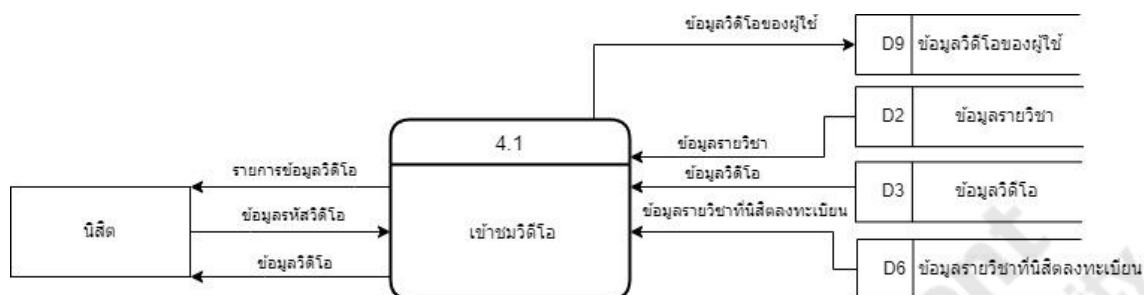 ข้อมูลวิดีโอของผู้ใช้
D9 ข้อมูลวิดีโอของผู้ใช้
D2 ข้อมูลรายวิชา
4.1
ข้อมูลรายวิชา
รายการข้อมูลวิดีโอ
ข้อมูลวิดีโอ
D3 ข้อมูลวิดีโอ
นิสิต
ข้อมูลรหัสวิดีโอ
เข้าชมวิดีโอ
ข้อมูลรายวิชาที่นิสิตลงทะเบียน
ข้อมูลวิดีโอ
D6 ข้อมูลรายวิชาที่นิสิตลงทะเบียน